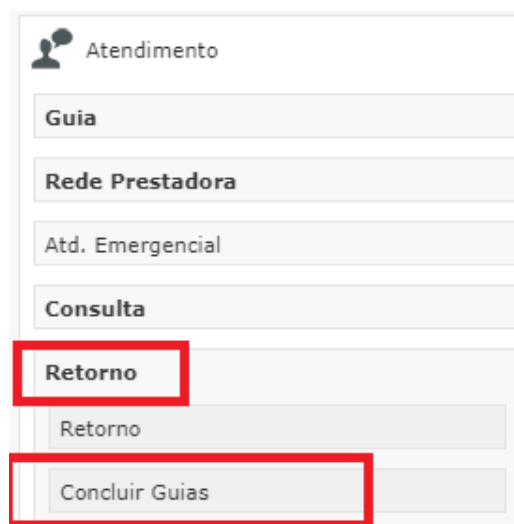 Atendimento
Guia
Rede Prestadora
Atd. Emergencial
Consulta
Retorno
Retorno
Concluir Guias